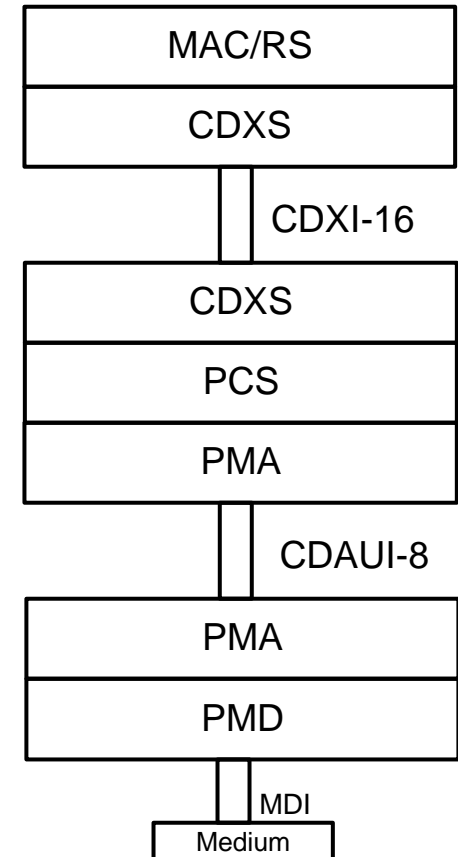 MAC/RS
CDXS
CDXI-16
CDXS
PCS
PMA
CDAUI-8
PMA
PMD
MDI
Medium